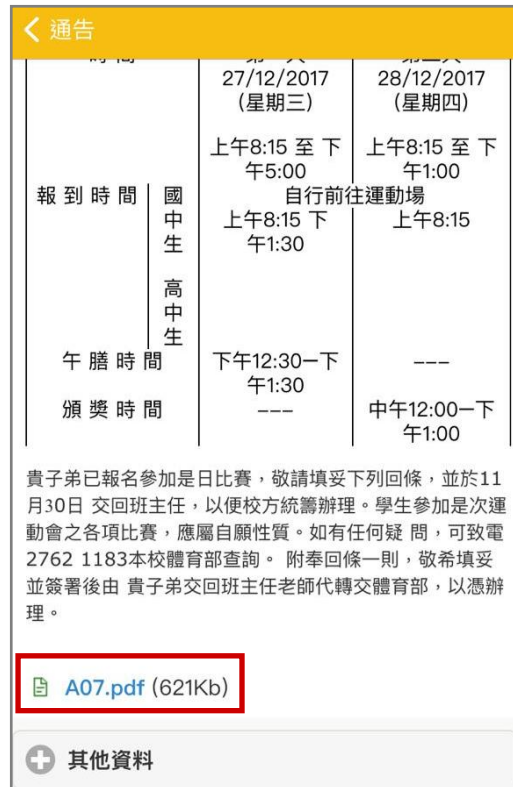 通告
27/12/2017 28/12/2017
(星期三) (星期四)
上午8:15 至 下 上午8:15 至 下
午5:00 午1:00
報 到 時 間 國中生 自行前往運動場
上午8:15 下 上午8:15
午1:30
高中生
午 膳 時 間 下午12:30一下 ---
午1:30
頒 獎 時 間 --- 中午12:00一下
午1:00
貴子弟已報名參加是日比賽,敬請填妥下列回條,並於11
月30日 交回班主任,以便校方統籌辦理。學生參加是次運
動會之各項比賽,應屬自願性質。如有任何疑 問,可致電
2762 1183本校體育部查詢。 附奉回條一則,敬希填妥
並簽署後由 貴子弟交回班主任老師代轉交體育部,以憑辦
理。
A07.pdf (621Kb)
其他資料